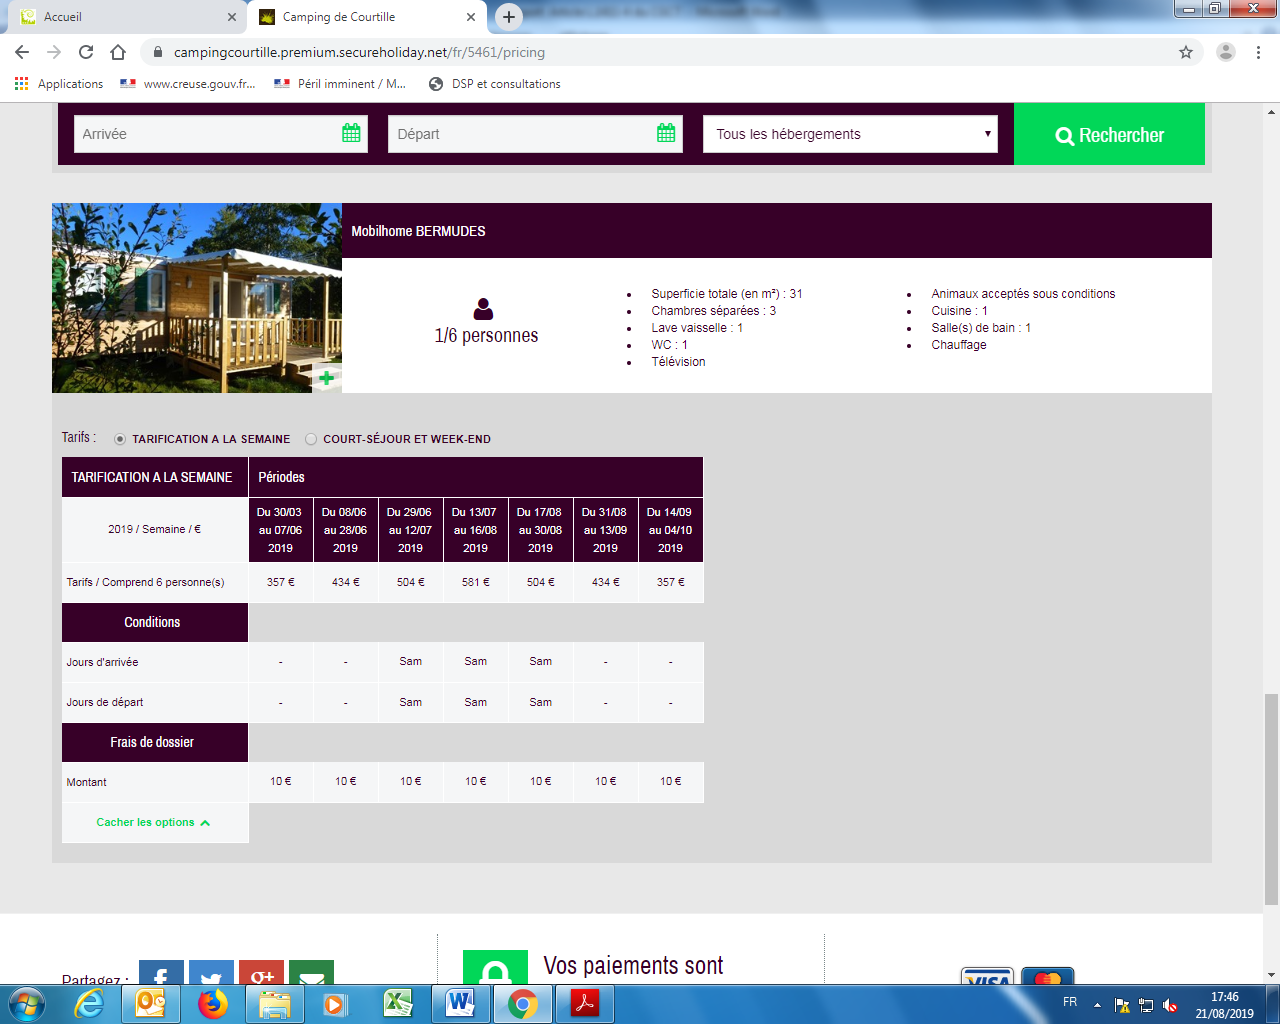 Accueil
Camping de Courtille
campingcourtille.premium.secureholiday.net/fr/5461/pricing
Applications www.creuse.gouv.fr... Péril imminent / M... DSP et consultations
Arrivée Départ Tous les hébergements Rechercher
Mobilhome BERMUDES
1/6 personnes
Superficie totale (en m²) : 31
Chambres séparées : 3
Lave vaisselle : 1
WC : 1
Télévision
Animaux acceptés sous conditions
Cuisine : 1
Salle(s) de bain : 1
Chauffage
Tarifs : TARIFICATION A LA SEMAINE COURT-SÉJOUR ET WEEK-END
TARIFICATION A LA SEMAINE Périodes
2019 / Semaine / € Du 30/03 au 07/06 2019 Du 08/06 au 28/06 2019 Du 29/06 au 12/07 2019 Du 13/07 au 16/08 2019 Du 17/08 au 30/08 2019 Du 31/08 au 13/09 2019 Du 14/09 au 04/10 2019
Tarifs / Comprend 6 personne(s) 357 € 434 € 504 € 581 € 504 € 434 € 357 €
Conditions
Jours d'arrivée - - Sam Sam Sam - -
Jours de départ - - Sam Sam Sam - -
Frais de dossier
Montant 10 € 10 € 10 € 10 € 10 € 10 € 10 €
Cacher les options
Partagez :
Vos paiements sont
VISA MasterCard
FR 17:46
21/08/2019